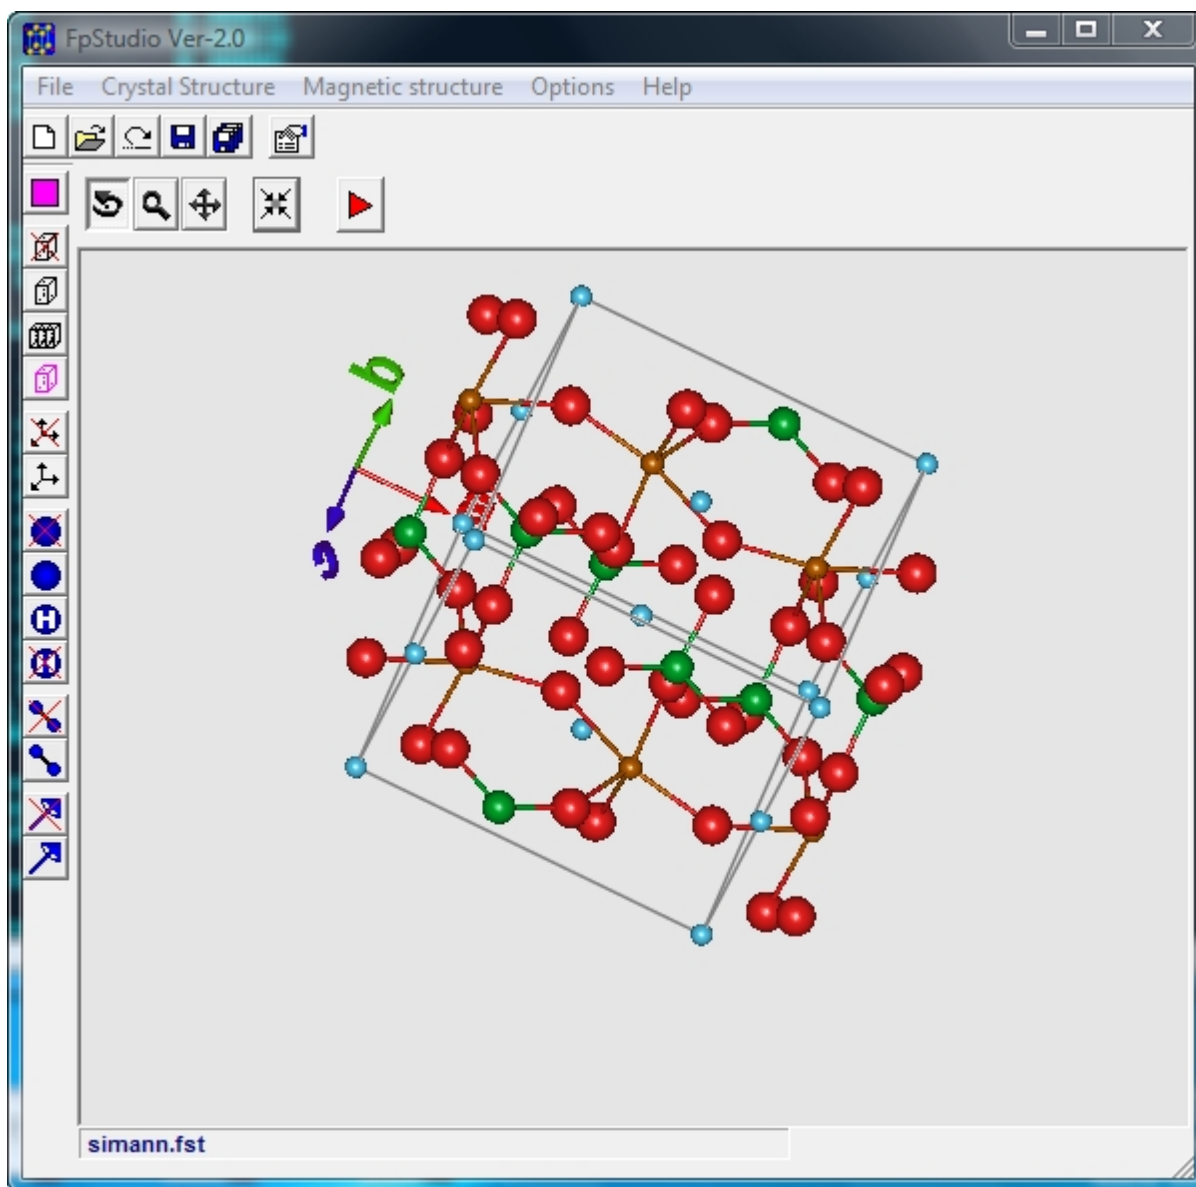 FpStudio Ver-2.0
File Crystal Structure Magnetic structure Options Help
b
a
c
simann.fst